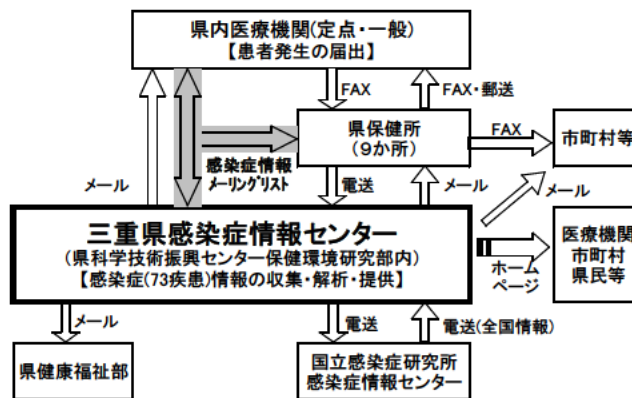 県内医療機関(定点・一般)
【患者発生の届出】
FAX
FAX・郵送
県保健所
(9か所)
FAX
市町村等
感染症情報
メーリングリスト
メール
電送
メール
メール
三重県感染症情報センター
(県科学技術振興センター保健環境研究部内)
【感染症(73疾患)情報の収集・解析・提供】
ホーム
ページ
医療機関
市町村
県民等
メール
電送
電送(全国情報)
県健康福祉部
国立感染症研究所
感染症情報センター